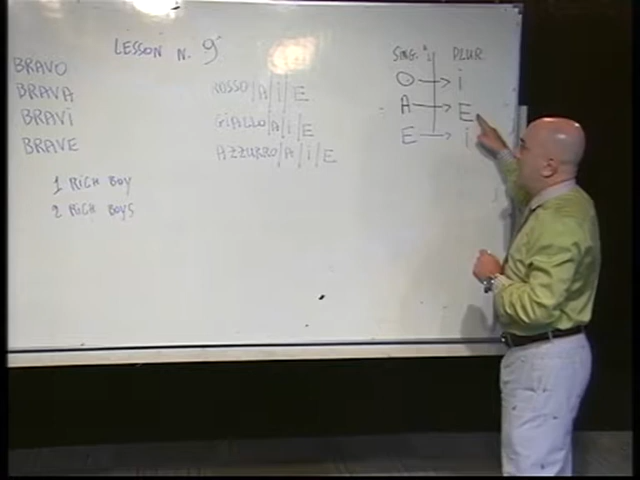 LESSON N. 9
BRAVO
BRAVA
BRAVi
BRAVE
1 RiCH BOY
2 RiCH BOYS
ROSSO|A|i|E
GiALLO|A|i|E
AZZURRO|A|i|E
SiNG. PLUR.
O → i
A → E
E → i